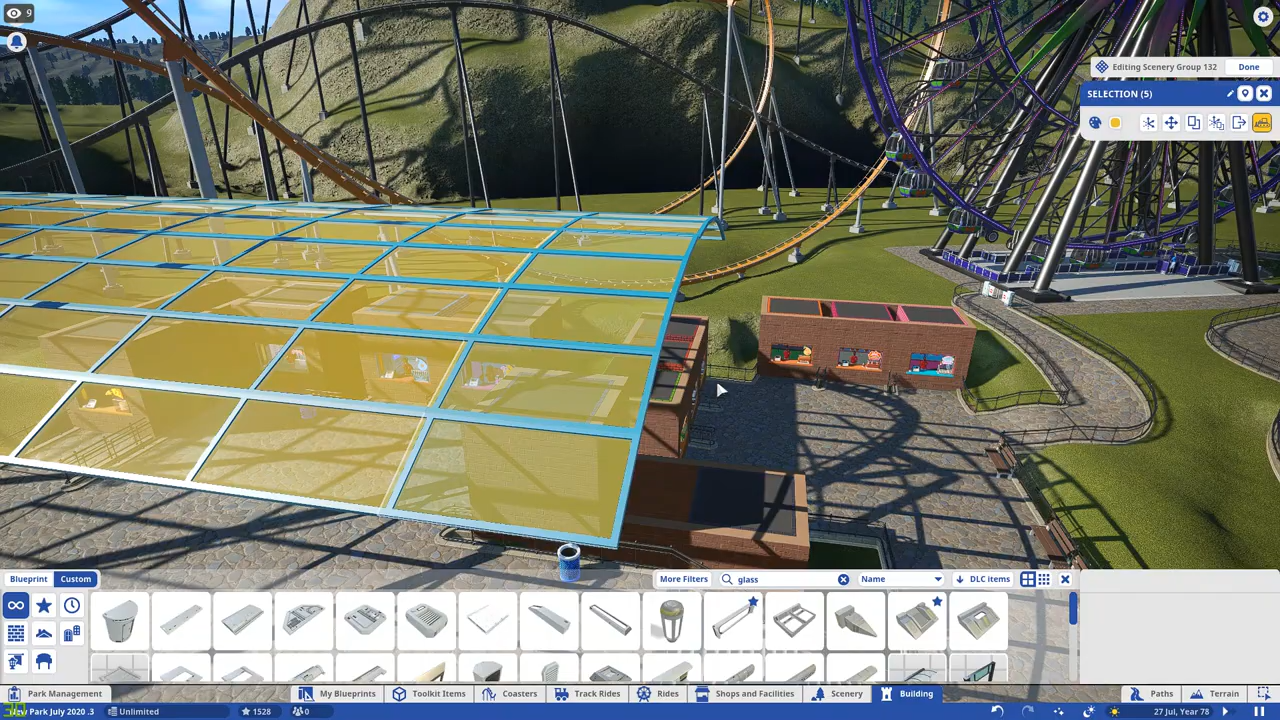 9
Editing Scenery Group 132 Done
SELECTION (5)
Blueprint Custom More Filters glass Name DLC items
Park Management My Blueprints Toolkit Items Coasters Track Rides Rides Shops and Facilities Scenery Building Paths Terrain
New Park July 2020 .3 Unlimited 1528 0 27 Jul, Year 78